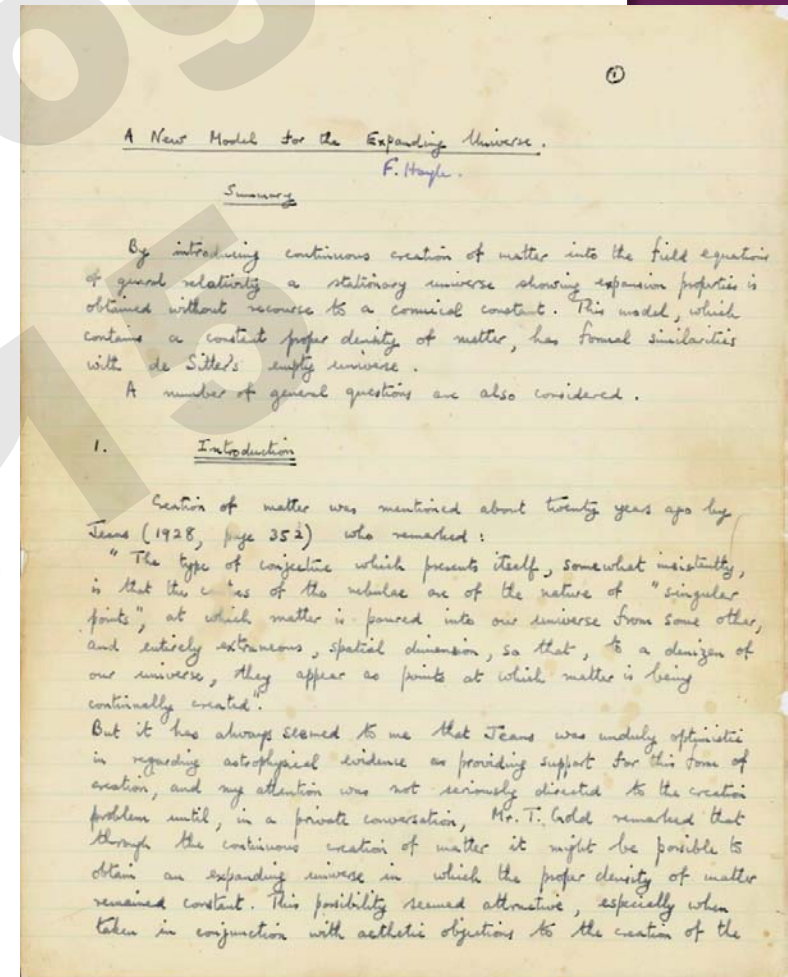 ①
A New Model for the Expanding Universe.
F. Hoyle.
Summary
By introducing continuous creation of matter into the field equations
of general relativity a stationary universe showing expansion properties is
obtained without recourse to a cosmical constant. This model, which
contains a constant proper density of matter, has formal similarities
with de Sitter's empty universe.
A number of general questions are also considered.
1. Introduction
Creation of matter was mentioned about twenty years ago by
Jeans (1928, page 352) who remarked :
"The type of conjecture which presents itself, somewhat insistently,
is that the of the nebulae are of the nature of "singular
points", at which matter is poured into our universe from some other,
and entirely extraneous, spatial dimension, so that, to a denizen of
our universe, they appear as points at which matter is being
continually created".
But it has always seemed to me that Jeans was unduly optimistic
in regarding astrophysical evidence as providing support for this form of
creation, and my attention was not seriously directed to the creation
problem until, in a private conversation, Mr. T. Gold remarked that
through the continuous creation of matter it might be possible to
obtain an expanding universe in which the proper density of matter
remained constant. This possibility seemed attractive, especially when
taken in conjunction with aesthetic objections to the creation of the